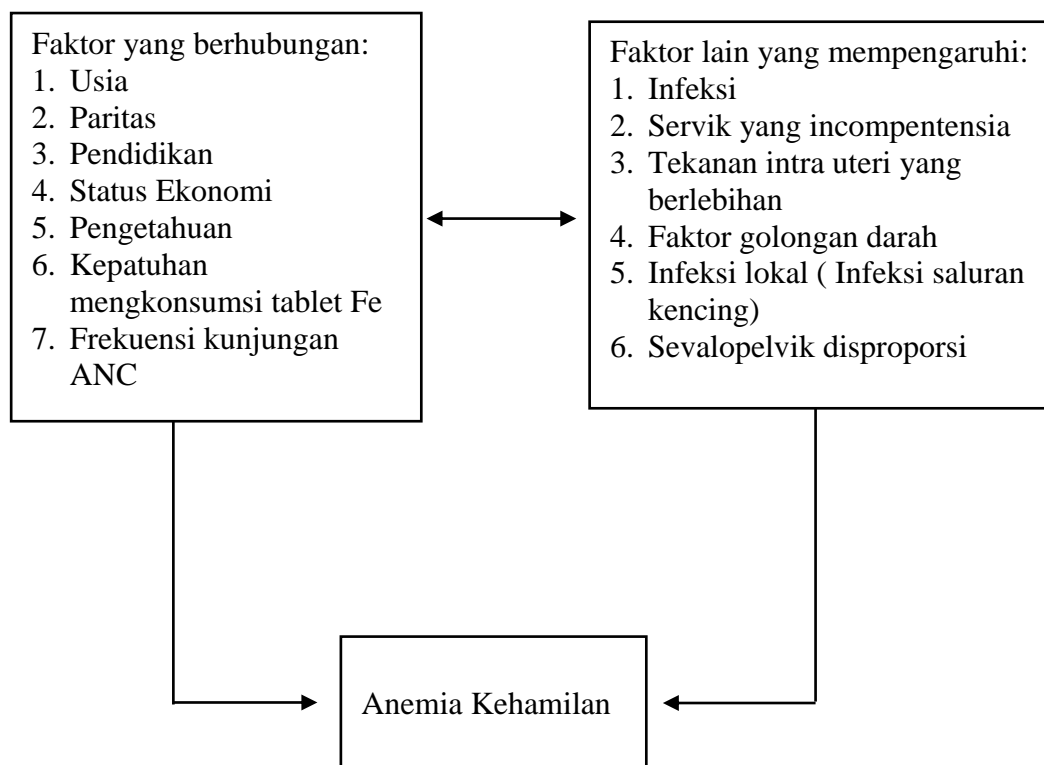 Faktor yang berhubungan:
1. Usia
2. Paritas
3. Pendidikan
4. Status Ekonomi
5. Pengetahuan
6. Kepatuhan
mengkonsumsi tablet Fe
7. Frekuensi kunjungan
ANC
Faktor lain yang mempengaruhi:
1. Infeksi
2. Servik yang incompentensia
3. Tekanan intra uteri yang
berlebihan
4. Faktor golongan darah
5. Infeksi lokal ( Infeksi saluran
kencing)
6. Sevalopelvik disproporsi
Anemia Kehamilan